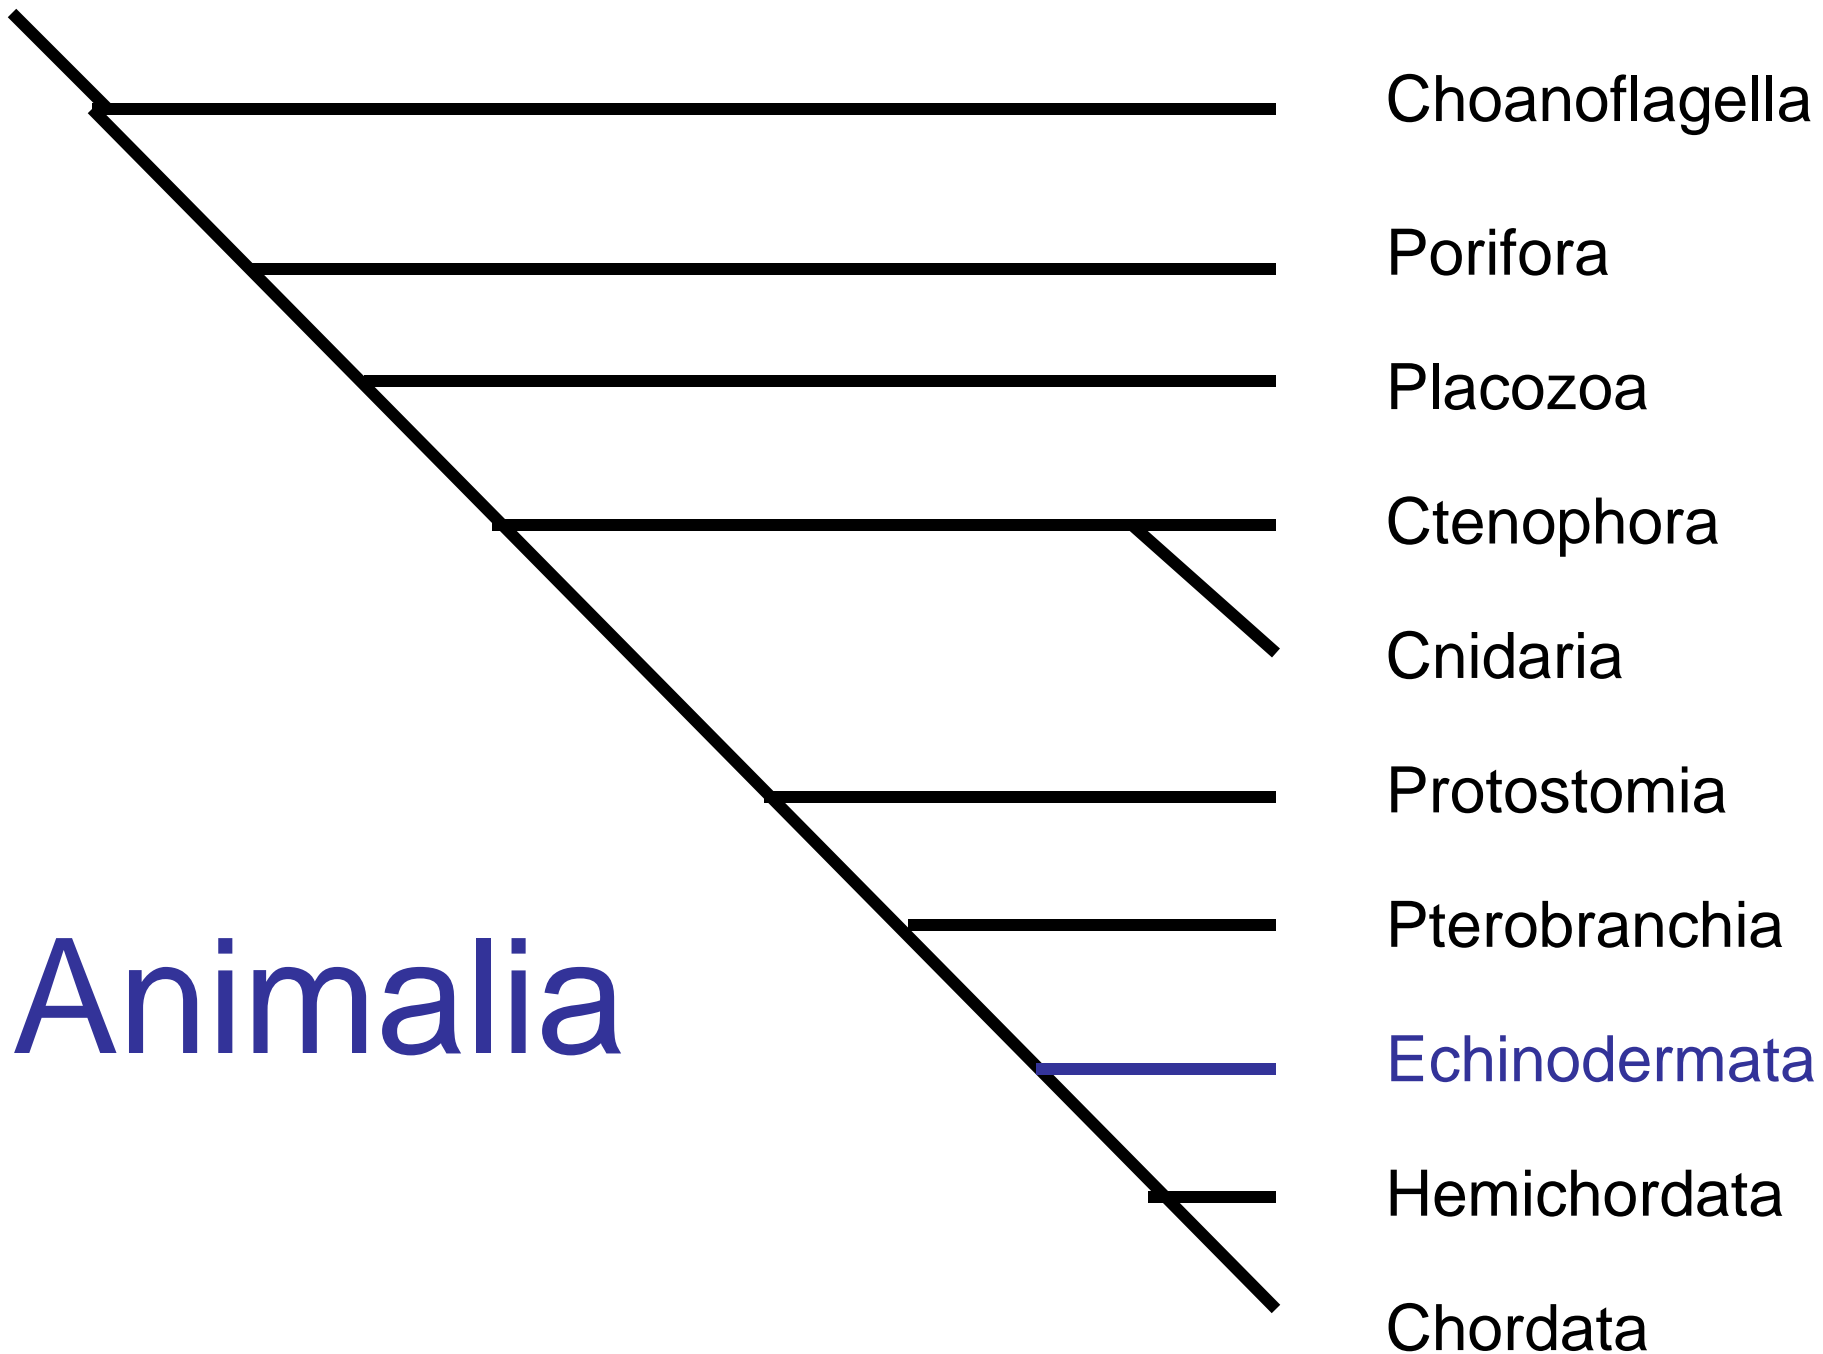 Choanoflagella
Porifora
Placozoa
Ctenophora
Cnidaria
Protostomia
Pterobranchia
Animalia
Echinodermata
Hemichordata
Chordata